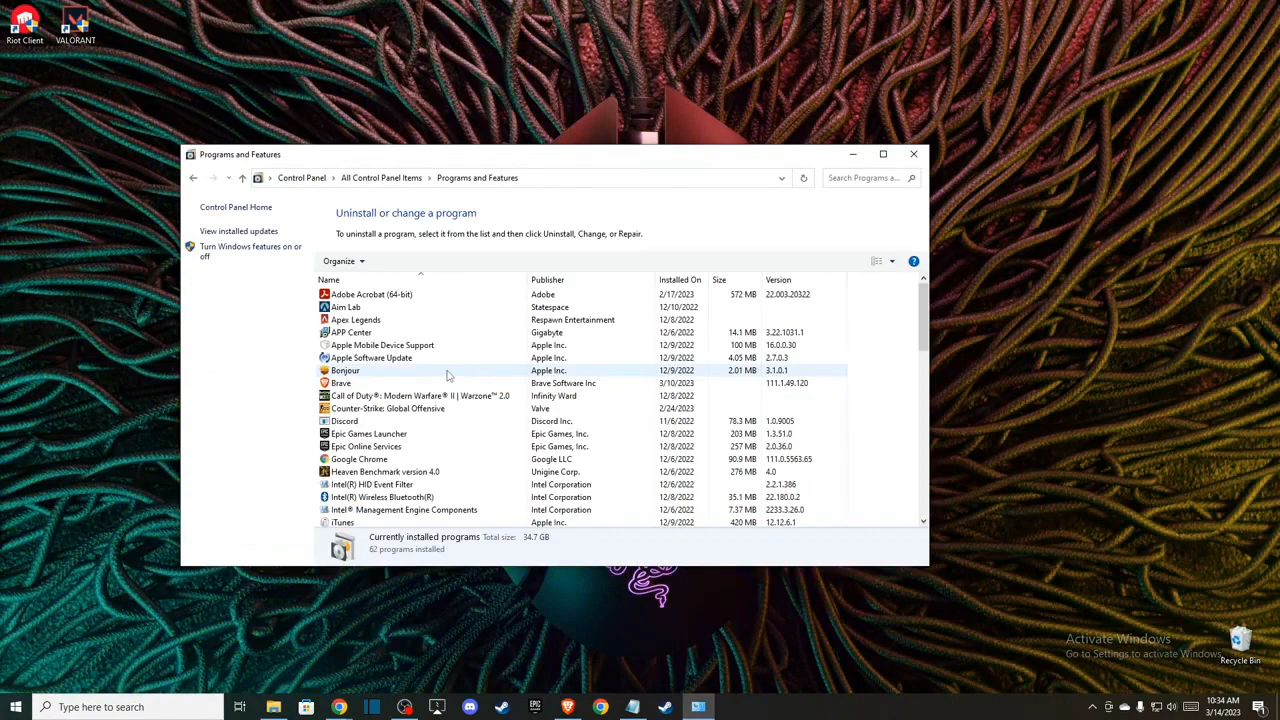 Riot Client
VALORANT
Programs and Features
Control Panel > All Control Panel Items > Programs and Features
Search Programs a...
Control Panel Home
View installed updates
Turn Windows features on or
off
Uninstall or change a program
To uninstall a program, select it from the list and then click Uninstall, Change, or Repair.
Organize
Name Publisher Installed On Size Version
Adobe Acrobat (64-bit) Adobe 2/17/2023 572 MB 22.003.20322
Aim Lab Statespace 12/10/2022
Apex Legends Respawn Entertainment 12/8/2022
APP Center Gigabyte 12/6/2022 14.1 MB 3.22.1031.1
Apple Mobile Device Support Apple Inc. 12/9/2022 100 MB 16.0.0.30
Apple Software Update Apple Inc. 12/9/2022 4.05 MB 2.7.0.3
Bonjour Apple Inc. 12/9/2022 2.01 MB 3.1.0.1
Brave Brave Software Inc 3/10/2023 111.1.49.120
Call of Duty®: Modern Warfare® II | Warzone™ 2.0 Infinity Ward 12/8/2022
Counter-Strike: Global Offensive Valve 2/24/2023
Discord Discord Inc. 11/6/2022 78.3 MB 1.0.9005
Epic Games Launcher Epic Games, Inc. 12/8/2022 203 MB 1.3.51.0
Epic Online Services Epic Games, Inc. 12/8/2022 257 MB 2.0.36.0
Google Chrome Google LLC 12/6/2022 90.9 MB 111.0.5563.65
Heaven Benchmark version 4.0 Unigine Corp. 12/6/2022 276 MB 4.0
Intel(R) HID Event Filter Intel Corporation 12/6/2022 2.2.1.386
Intel(R) Wireless Bluetooth(R) Intel Corporation 12/8/2022 35.1 MB 22.180.0.2
Intel® Management Engine Components Intel Corporation 12/6/2022 7.37 MB 2233.3.26.0
iTunes Apple Inc. 12/9/2022 420 MB 12.12.6.1
Currently installed programs Total size: 34.7 GB
62 programs installed
Activate Windows
Go to Settings to activate Windows.
Recycle Bin
Type here to search
EPIC
10:34 AM
3/14/2023